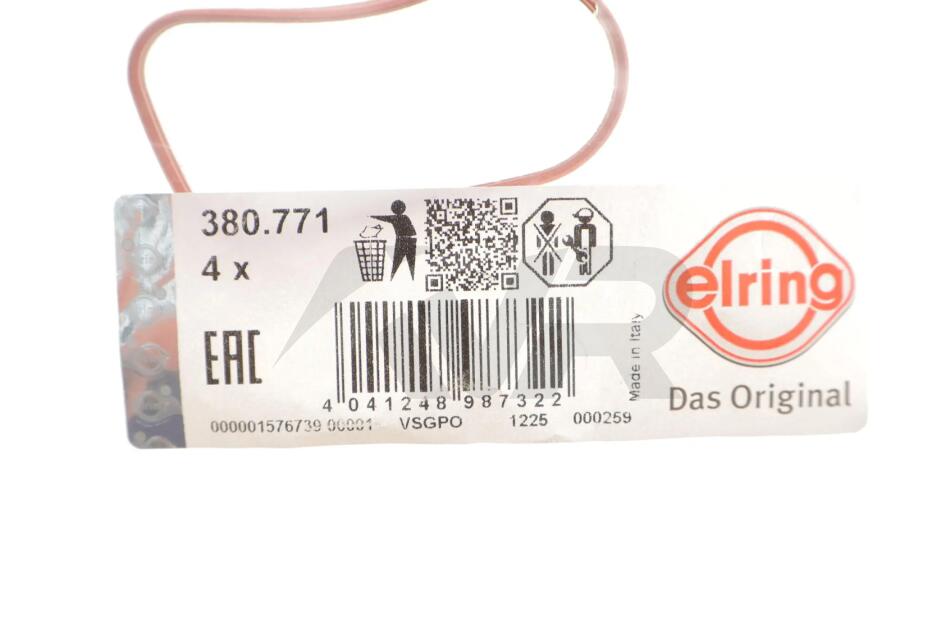 380.771
4 x
EAC
4 041248 987322
000001576739 00001 VSGPO 1225 000259
Made in Italy
elring
Das Original